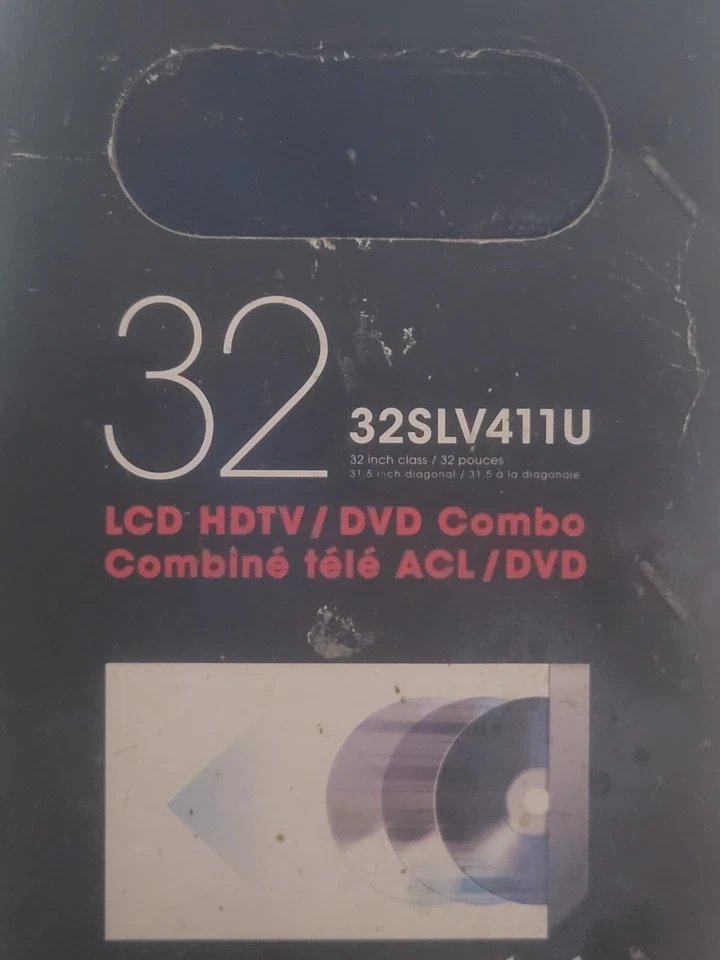 32
32SLV411U
32 inch class / 32 pouces
31.5 inch diagonal / 31.5 à la diagonale
LCD HDTV / DVD Combo
Combiné télé ACL / DVD